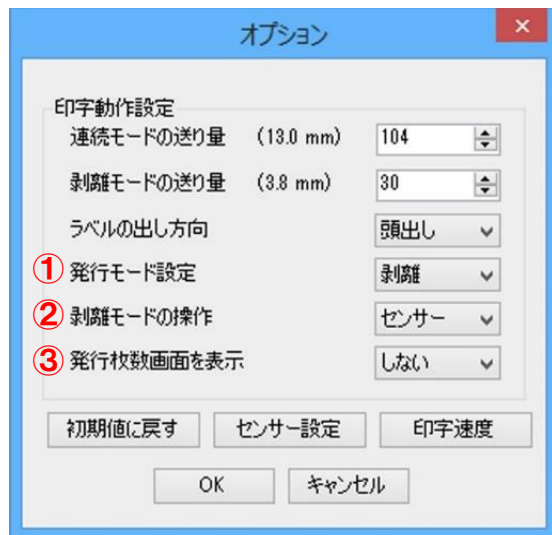 オプション
印字動作設定
連続モードの送り量 (13.0 mm) 104
剥離モードの送り量 (3.8 mm) 30
ラベルの出し方向 頭出し
① 発行モード設定 剥離
② 剥離モードの操作 センサー
③ 発行枚数画面を表示 しない
初期値に戻す センサー設定 印字速度
OK キャンセル